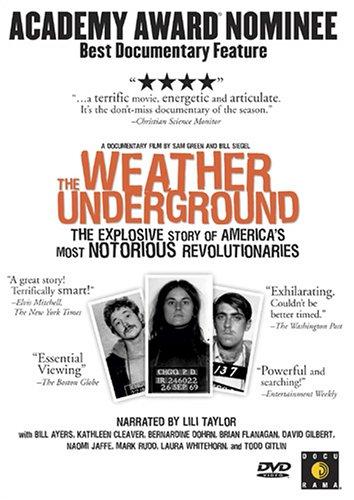 ACADEMY AWARD® NOMINEE
Best Documentary Feature
"★★★★
"...a terrific movie, energetic and articulate.
It's the don't-miss documentary of the season."
–Christian Science Monitor
A DOCUMENTARY FILM BY SAM GREEN AND BILL SIEGEL
THE WEATHER
UNDERGROUND
THE EXPLOSIVE STORY OF AMERICA'S
MOST NOTORIOUS REVOLUTIONARIES
"A great story!
Terrifically smart!"
–Elvis Mitchell,
The New York Times
"Exhilarating.
Couldn't be
better timed."
–The Washington Post
"Essential
Viewing"
–The Boston Globe
CHGO. P. D.
IR 246022
26 SEP 69
137
"Powerful and
searching!"
–Entertainment Weekly
NARRATED BY LILI TAYLOR
with BILL AYERS, KATHLEEN CLEAVER, BERNARDINE DOHRN, BRIAN FLANAGAN, DAVID GILBERT,
NAOMI JAFFE, MARK RUDD, LAURA WHITEHORN, and TODD GITLIN
DVD
VIDEO
DOCU
RAMA